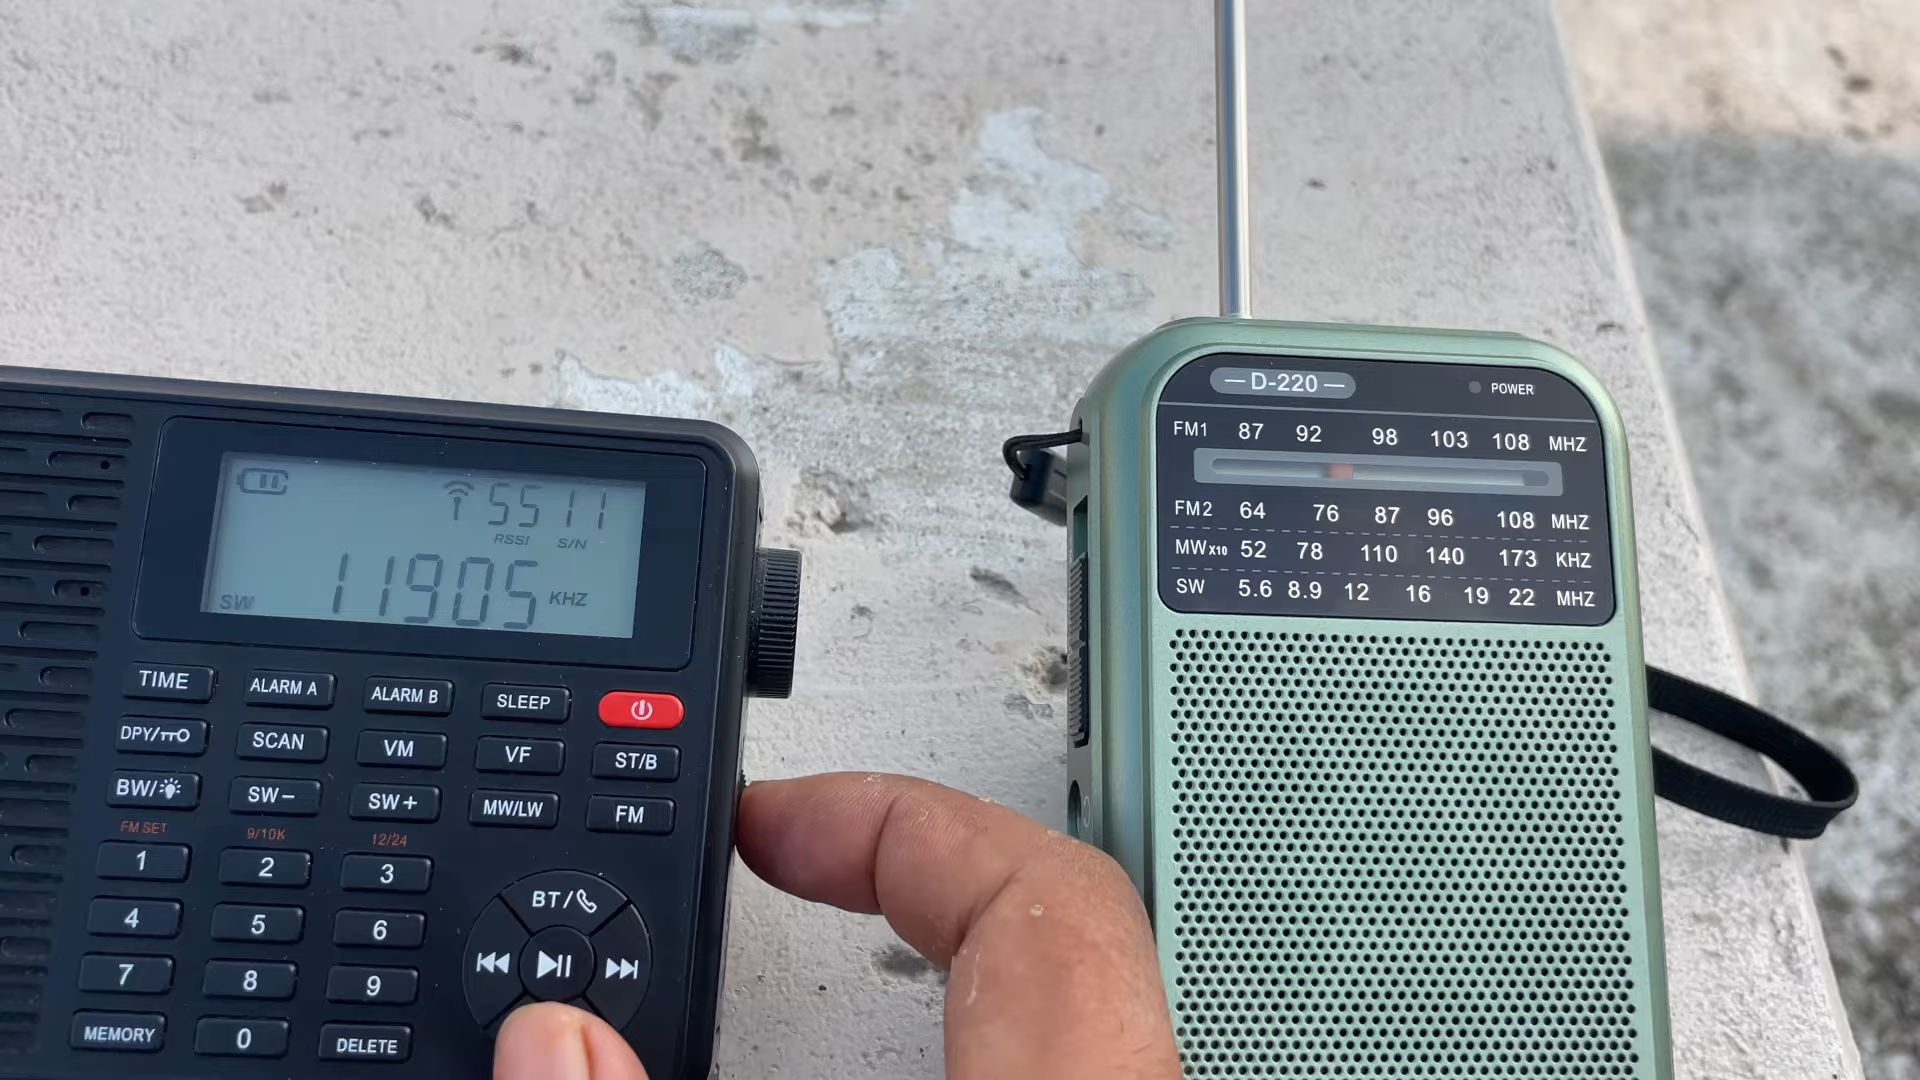 5511
RSSI S/N
SW 11905 KHZ
TIME ALARM A ALARM B SLEEP
DPY/ SCAN VM VF ST/B
BW/ SW- SW+ MW/LW FM
FM SET 9/10K 12/24
1 2 3
BT/
4 5 6
7 8 9
MEMORY 0 DELETE
— D-220 — POWER
FM1 87 92 98 103 108 MHZ
FM2 64 76 87 96 108 MHZ
MWx10 52 78 110 140 173 KHZ
SW 5.6 8.9 12 16 19 22 MHZ